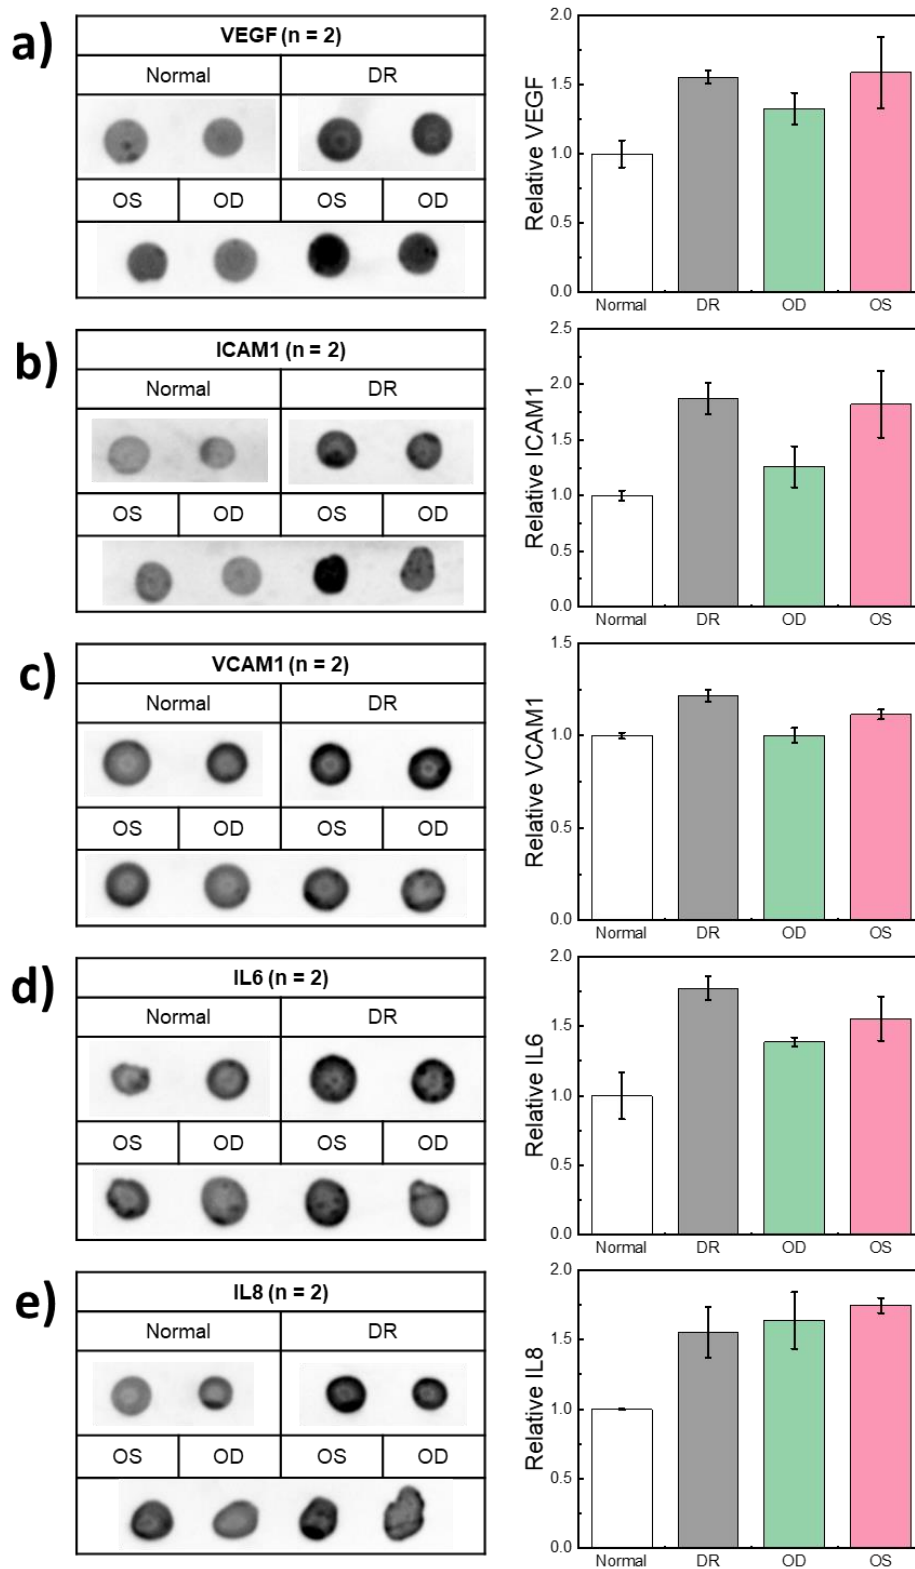 a)
VEGF (n = 2)
Normal DR
OS OD OS OD
Relative VEGF
2.0
1.5
1.0
0.5
0.0
Normal DR OD OS
b)
ICAM1 (n = 2)
Normal DR
OS OD OS OD
Relative ICAM1
2.5
2.0
1.5
1.0
0.5
0.0
Normal DR OD OS
c)
VCAM1 (n = 2)
Normal DR
OS OD OS OD
Relative VCAM1
1.5
1.0
0.5
0.0
Normal DR OD OS
d)
IL6 (n = 2)
Normal DR
OS OD OS OD
Relative IL6
2.0
1.5
1.0
0.5
0.0
Normal DR OD OS
e)
IL8 (n = 2)
Normal DR
OS OD OS OD
Relative IL8
2.0
1.5
1.0
0.5
0.0
Normal DR OD OS